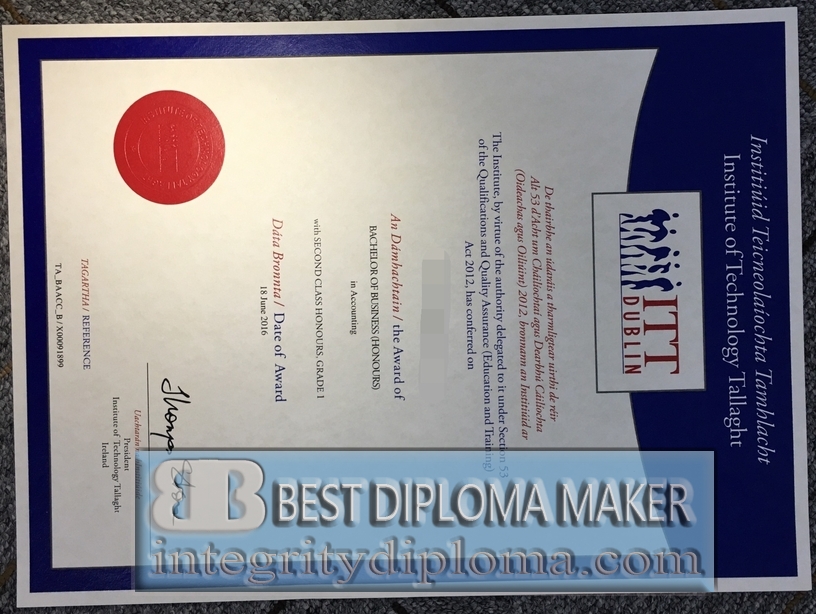 Institiúid Teicneolaíochta Tamhlacht
Institute of Technology Tallaght
ITT
DUBLIN
De thairbhe an údaráis a tharmligtear uirthi de réir
Alt 53 d'Acht um Cháilíochtaí agus Dearbhú Cáilíochta
(Oideachas agus Oiliúint) 2012, bronnann an Institiúid ar
The Institute, by virtue of the authority delegated to it under Section 53
of the Qualifications and Quality Assurance (Education and Training)
Act 2012, has conferred on
An Dámhachtain / the Award of
BACHELOR OF BUSINESS (HONOURS)
in Accounting
with SECOND CLASS HONOURS, GRADE 1
Dáta Bronnta / Date of Award
18 June 2016
TAGARTHA / REFERENCE
TA_BAACC_B / X00091899
Uachtarán
President
Institute of Technology Tallaght
Ireland
BB BEST DIPLOMA MAKER
integritydiploma.com